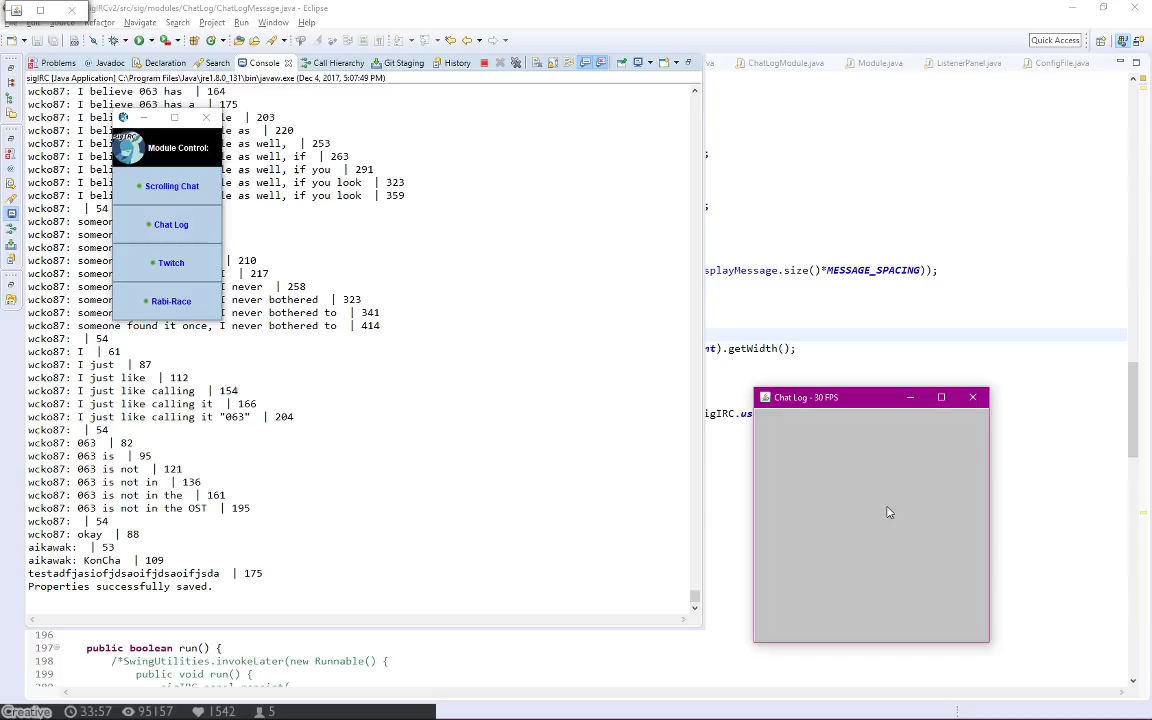 sigIRCv2/src/sig/modules/ChatLog/ChatLogMessage.java - Eclipse
Refactor Navigate Search Project Run Window Help
Quick Access
Problems Javadoc Declaration Search Console Call Hierarchy Git Staging History
ChatLogModule.java Module.java ListenerPanel.java ConfigFile.java
sigIRC [Java Application] C:\Program Files\Java\jre1.8.0_131\bin\javaw.exe (Dec 4, 2017, 5:07:49 PM)
wcko87: I believe 063 has | 164
wcko87: I believe 063 has a | 175
wcko87: I beli le | 203
wcko87: I beli le as | 220
wcko87: I beli le as well, | 253
wcko87: I beli le as well, if | 263
wcko87: I beli le as well, if you | 291
wcko87: I beli le as well, if you look | 323
wcko87: I beli le as well, if you look | 359
wcko87: | 54
wcko87: someon
wcko87: someon
wcko87: someon
wcko87: someon | 210
wcko87: someon I | 217
wcko87: someon I never | 258
wcko87: someon I never bothered | 323
wcko87: someon I never bothered to | 341
wcko87: someone found it once, I never bothered to | 414
wcko87: | 54
wcko87: I | 61
wcko87: I just | 87
wcko87: I just like | 112
wcko87: I just like calling | 154
wcko87: I just like calling it | 166
wcko87: I just like calling it "063" | 204
wcko87: | 54
wcko87: 063 | 82
wcko87: 063 is | 95
wcko87: 063 is not | 121
wcko87: 063 is not in | 136
wcko87: 063 is not in the | 161
wcko87: 063 is not in the OST | 195
wcko87: | 54
wcko87: okay | 88
aikawak: | 53
aikawak: KonCha | 109
testadfjasiofjdsaoifjdsaoifjsda | 175
Properties successfully saved.
Module Control:
Scrolling Chat
Chat Log
Twitch
Rabi-Race
;
;
splayMessage.size()*MESSAGE_SPACING));
nt).getWidth();
igIRC.us
Chat Log - 30 FPS
196
197 public boolean run() {
198 /*SwingUtilities.invokeLater(new Runnable() {
199 public void run() {
Creative 33:57 95157 1542 5